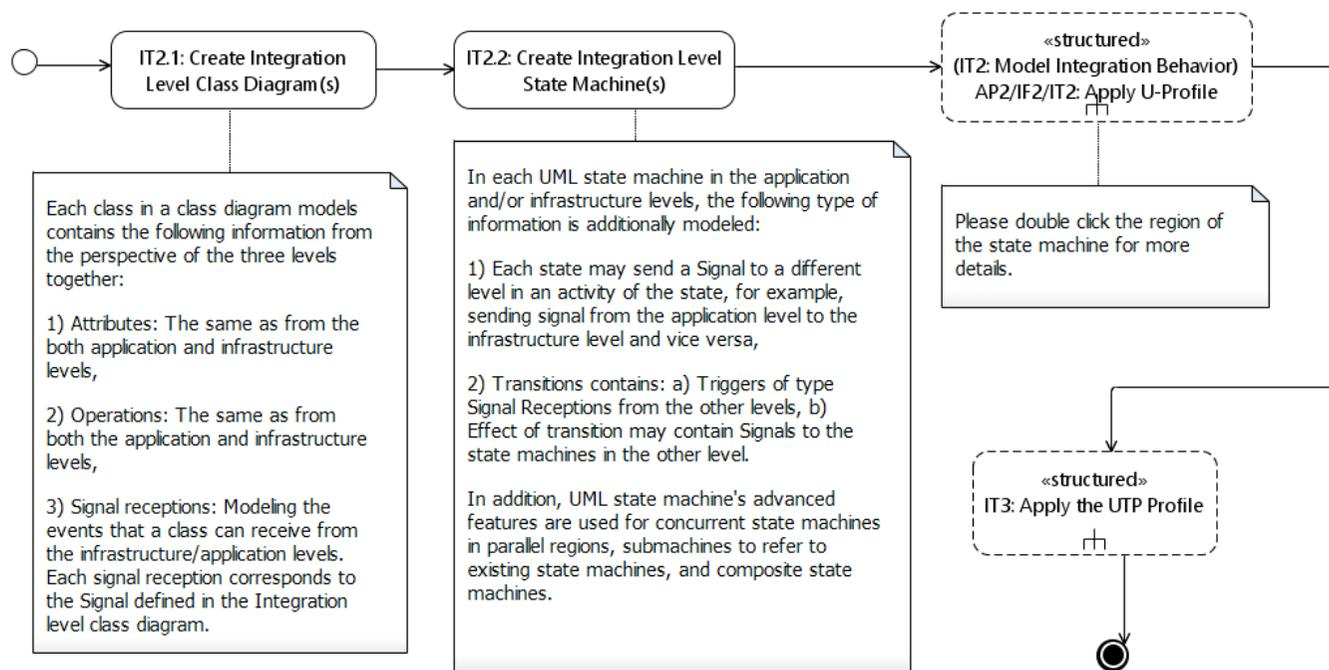 IT2.1: Create Integration
Level Class Diagram(s)
IT2.2: Create Integration Level
State Machine(s)
«structured»
(IT2: Model Integration Behavior)
AP2/IF2/IT2: Apply U-Profile
Each class in a class diagram models
contains the following information from
the perspective of the three levels
together:
1) Attributes: The same as from the
both application and infrastructure
levels,
2) Operations: The same as from
both the application and infrastructure
levels,
3) Signal receptions: Modeling the
events that a class can receive from
the infrastructure/application levels.
Each signal reception corresponds to
the Signal defined in the Integration
level class diagram.
In each UML state machine in the application
and/or infrastructure levels, the following type of
information is additionally modeled:
1) Each state may send a Signal to a different
level in an activity of the state, for example,
sending signal from the application level to the
infrastructure level and vice versa,
2) Transitions contains: a) Triggers of type
Signal Receptions from the other levels, b)
Effect of transition may contain Signals to the
state machines in the other level.
In addition, UML state machine's advanced
features are used for concurrent state machines
in parallel regions, submachines to refer to
existing state machines, and composite state
machines.
Please double click the region of
the state machine for more
details.
«structured»
IT3: Apply the UTP Profile